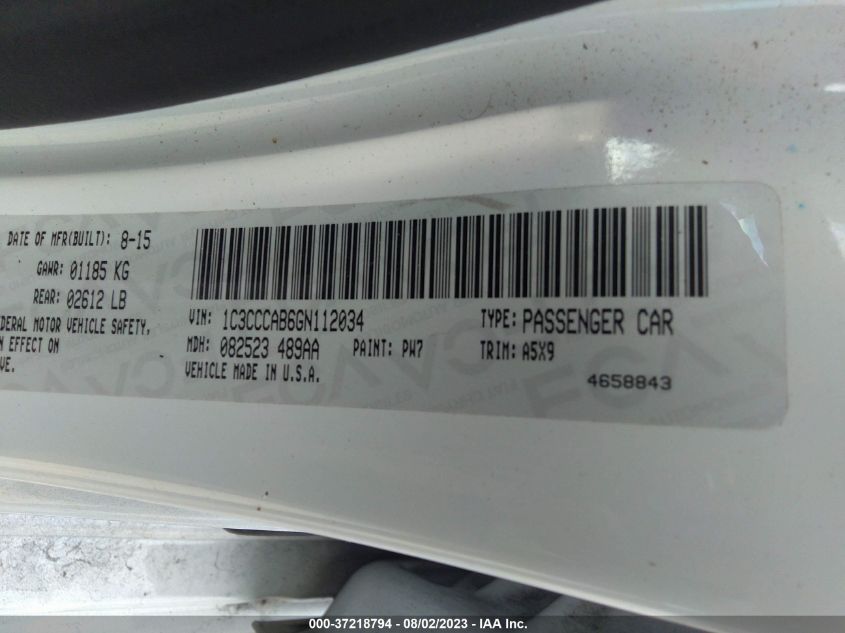 DATE OF MFR(BUILT): 8-15
GAWR: 01185 KG
REAR: 02612 LB
VIN: 1C3CCCAB6GN112034 TYPE: PASSENGER CAR
DERAL MOTOR VEHICLE SAFETY,
N EFFECT ON
VE.
MDH: 082523 489AA PAINT: PW7 TRIM: A5X9
VEHICLE MADE IN U.S.A.
4658843
000-37218794 - 08/02/2023 - IAA Inc.